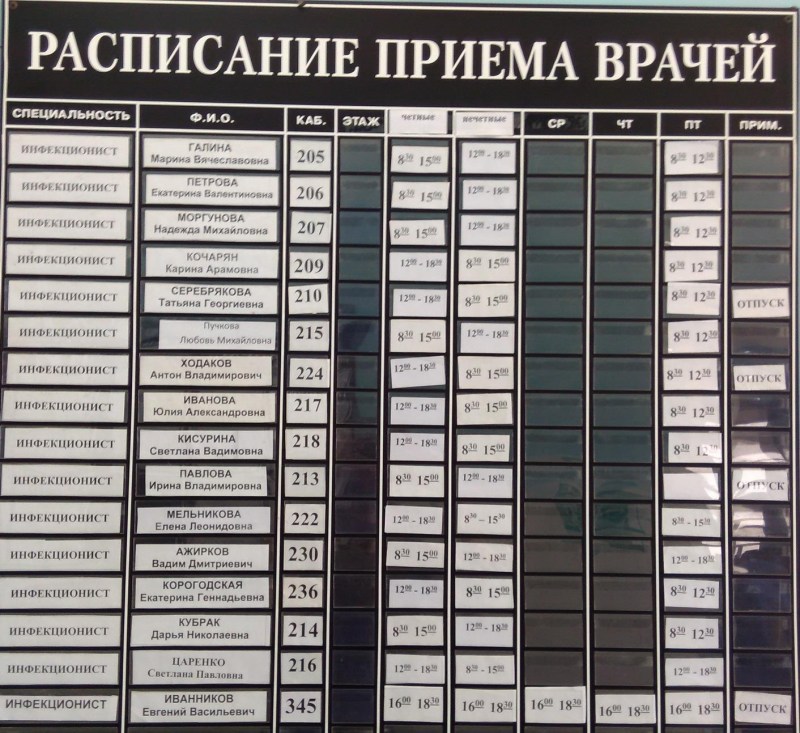 РАСПИСАНИЕ ПРИЕМА ВРАЧЕЙ
СПЕЦИАЛЬНОСТЬ Ф.И.О. КАБ. ЭТАЖ четные нечетные СР ЧТ ПТ ПРИМ.
ИНФЕКЦИОНИСТ ГАЛИНА Марина Вячеславовна 205 8³⁰ 15⁰⁰ 12⁰⁰ - 18³⁰ 8³⁰ 12³⁰
ИНФЕКЦИОНИСТ ПЕТРОВА Екатерина Валентиновна 206 8³⁰ 15⁰⁰ 12⁰⁰ - 18³⁰ 8³⁰ 12³⁰
ИНФЕКЦИОНИСТ МОРГУНОВА Надежда Михайловна 207 8³⁰ 15⁰⁰ 12⁰⁰ - 18³⁰ 8³⁰ 12³⁰
ИНФЕКЦИОНИСТ КОЧАРЯН Карина Арамовна 209 12⁰⁰ - 18³⁰ 8³⁰ 15⁰⁰ 8³⁰ 12³⁰
ИНФЕКЦИОНИСТ СЕРЕБРЯКОВА Татьяна Георгиевна 210 12⁰⁰ - 18³⁰ 8³⁰ 15⁰⁰ 8³⁰ 12³⁰ ОТПУСК
ИНФЕКЦИОНИСТ Пучкова Любовь Михайловна 215 8³⁰ 15⁰⁰ 12⁰⁰ - 18³⁰ 8³⁰ 12³⁰
ИНФЕКЦИОНИСТ ХОДАКОВ Антон Владимирович 224 12⁰⁰ - 18³⁰ 8³⁰ 15⁰⁰ 8³⁰ 12³⁰ ОТПУСК
ИНФЕКЦИОНИСТ ИВАНОВА Юлия Александровна 217 12⁰⁰ - 18³⁰ 8³⁰ 15⁰⁰ 8³⁰ 12³⁰
ИНФЕКЦИОНИСТ КИСУРИНА Светлана Вадимовна 218 12⁰⁰ - 18³⁰ 8³⁰ 15⁰⁰ 8³⁰ 12³⁰
ИНФЕКЦИОНИСТ ПАВЛОВА Ирина Владимировна 213 8³⁰ 15⁰⁰ 12⁰⁰ - 18³⁰ ОТПУСК
ИНФЕКЦИОНИСТ МЕЛЬНИКОВА Елена Леонидовна 222 12⁰⁰ - 18³⁰ 8³⁰ – 15³⁰ 8³⁰ - 15³⁰
ИНФЕКЦИОНИСТ АЖИРКОВ Вадим Дмитриевич 230 8³⁰ 15⁰⁰ 12⁰⁰ - 18³⁰ 12⁰⁰ - 18³⁰
ИНФЕКЦИОНИСТ КОРОГОДСКАЯ Екатерина Геннадьевна 236 12⁰⁰ - 18³⁰ 8³⁰ 15⁰⁰ 8³⁰ 12³⁰
ИНФЕКЦИОНИСТ КУБРАК Дарья Николаевна 214 8³⁰ 15⁰⁰ 12⁰⁰ - 18³⁰ 8³⁰ 12³⁰
ИНФЕКЦИОНИСТ ЦАРЕНКО Светлана Павловна 216 12⁰⁰ - 18³⁰ 8³⁰ - 15⁰⁰ 12⁰⁰ - 18³⁰
ИНФЕКЦИОНИСТ ИВАННИКОВ Евгений Васильевич 345 16⁰⁰ 18³⁰ 16⁰⁰ 18³⁰ 16⁰⁰ 18³⁰ 16⁰⁰ 18³⁰ 16⁰⁰ 18³⁰ ОТПУСК